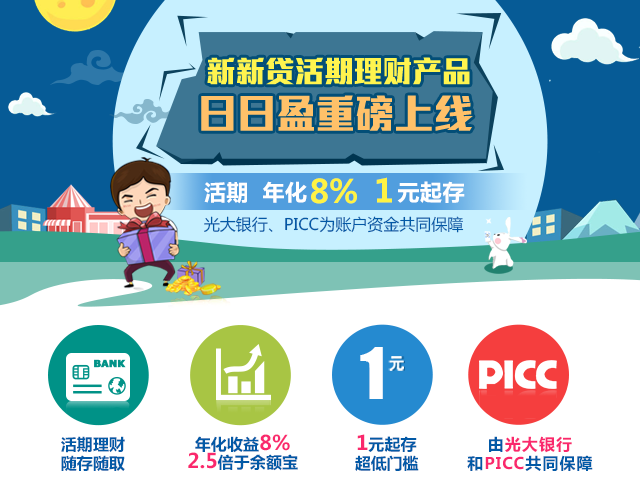 新新贷活期理财产品
日日盈重磅上线
活期 年化8% 1元起存
光大银行、PICC为账户资金共同保障
BANK
1元
PICC
活期理财
随存随取
年化收益8%
2.5倍于余额宝
1元起存
超低门槛
由光大银行
和PICC共同保障